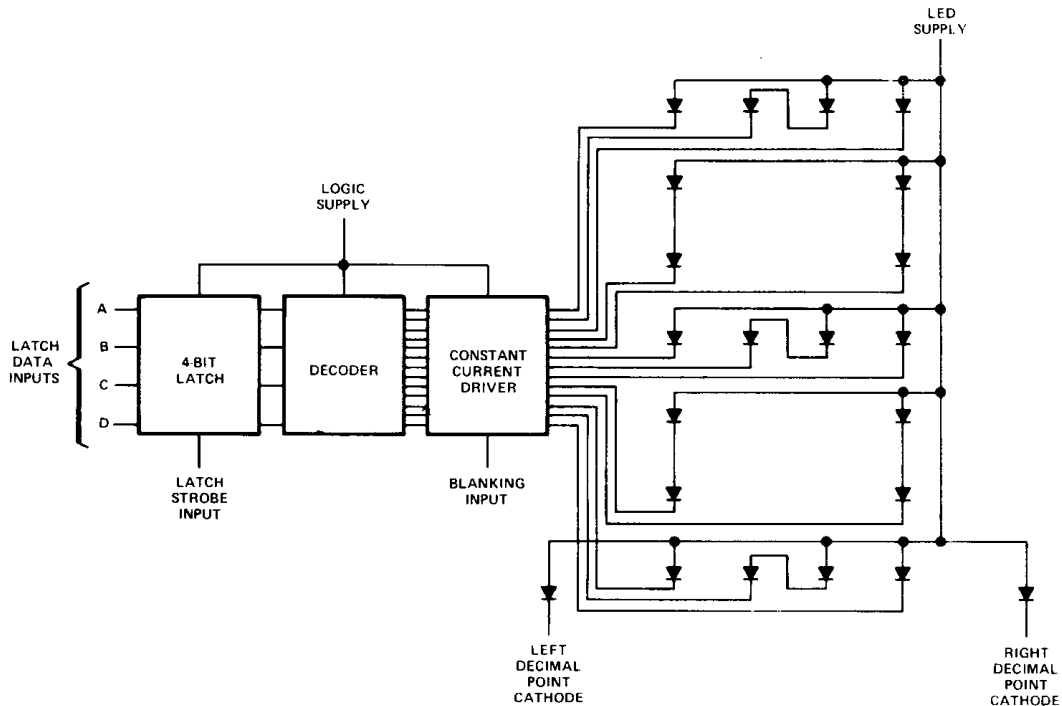 LED
SUPPLY
LOGIC
SUPPLY
LATCH
DATA
INPUTS
A
B
C
D
4-BIT
LATCH
DECODER
CONSTANT
CURRENT
DRIVER
LATCH
STROBE
INPUT
BLANKING
INPUT
LEFT
DECIMAL
POINT
CATHODE
RIGHT
DECIMAL
POINT
CATHODE